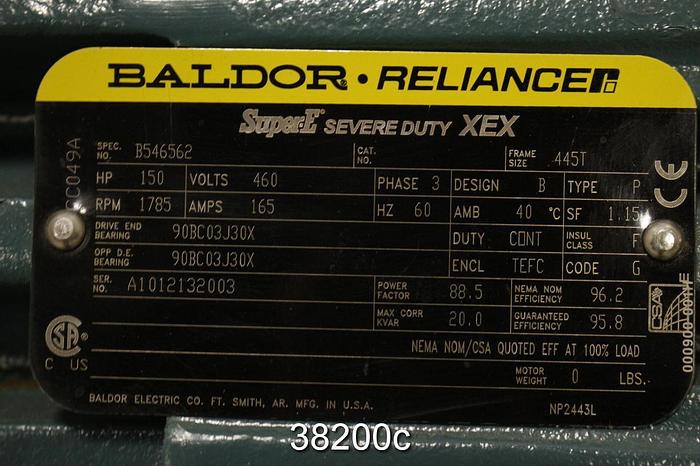 BALDOR • RELIANCE
Super-E SEVERE DUTY XEX
SPEC. NO. B546562 CAT. NO. FRAME SIZE 445T
HP 150 VOLTS 460 PHASE 3 DESIGN B TYPE P
RPM 1785 AMPS 165 HZ 60 AMB 40 °C SF 1.15
DRIVE END BEARING 90BC03J30X DUTY CONT INSUL CLASS F
OPP D.E. BEARING 90BC03J30X ENCL TEFC CODE G
SER. NO. A1012132003 POWER FACTOR 88.5 NEMA NOM EFFICIENCY 96.2
MAX CORR KVAR 20.0 GUARANTEED EFFICIENCY 95.8
NEMA NOM/CSA QUOTED EFF AT 100% LOAD
MOTOR WEIGHT 0 LBS.
BALDOR ELECTRIC CO. FT. SMITH, AR. MFG. IN U.S.A. NP2443L
CC049A
CE
C US
38200c